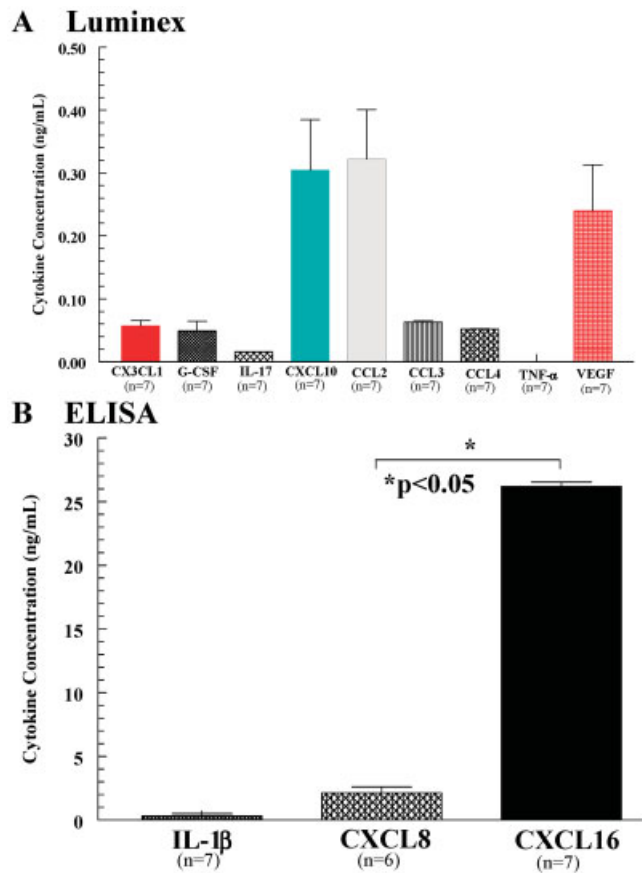 A Luminex
Cytokine Concentration (ng/mL)
0.50
0.40
0.30
0.20
0.10
0.00
CX3CL1 G-CSF IL-17 CXCL10 CCL2 CCL3 CCL4 TNF-α VEGF
(n=7) (n=7) (n=7) (n=7) (n=7) (n=7) (n=7) (n=7) (n=7)
B ELISA
Cytokine Concentration (ng/mL)
30
25
20
15
10
5
0
*
*p<0.05
IL-1β CXCL8 CXCL16
(n=7) (n=6) (n=7)